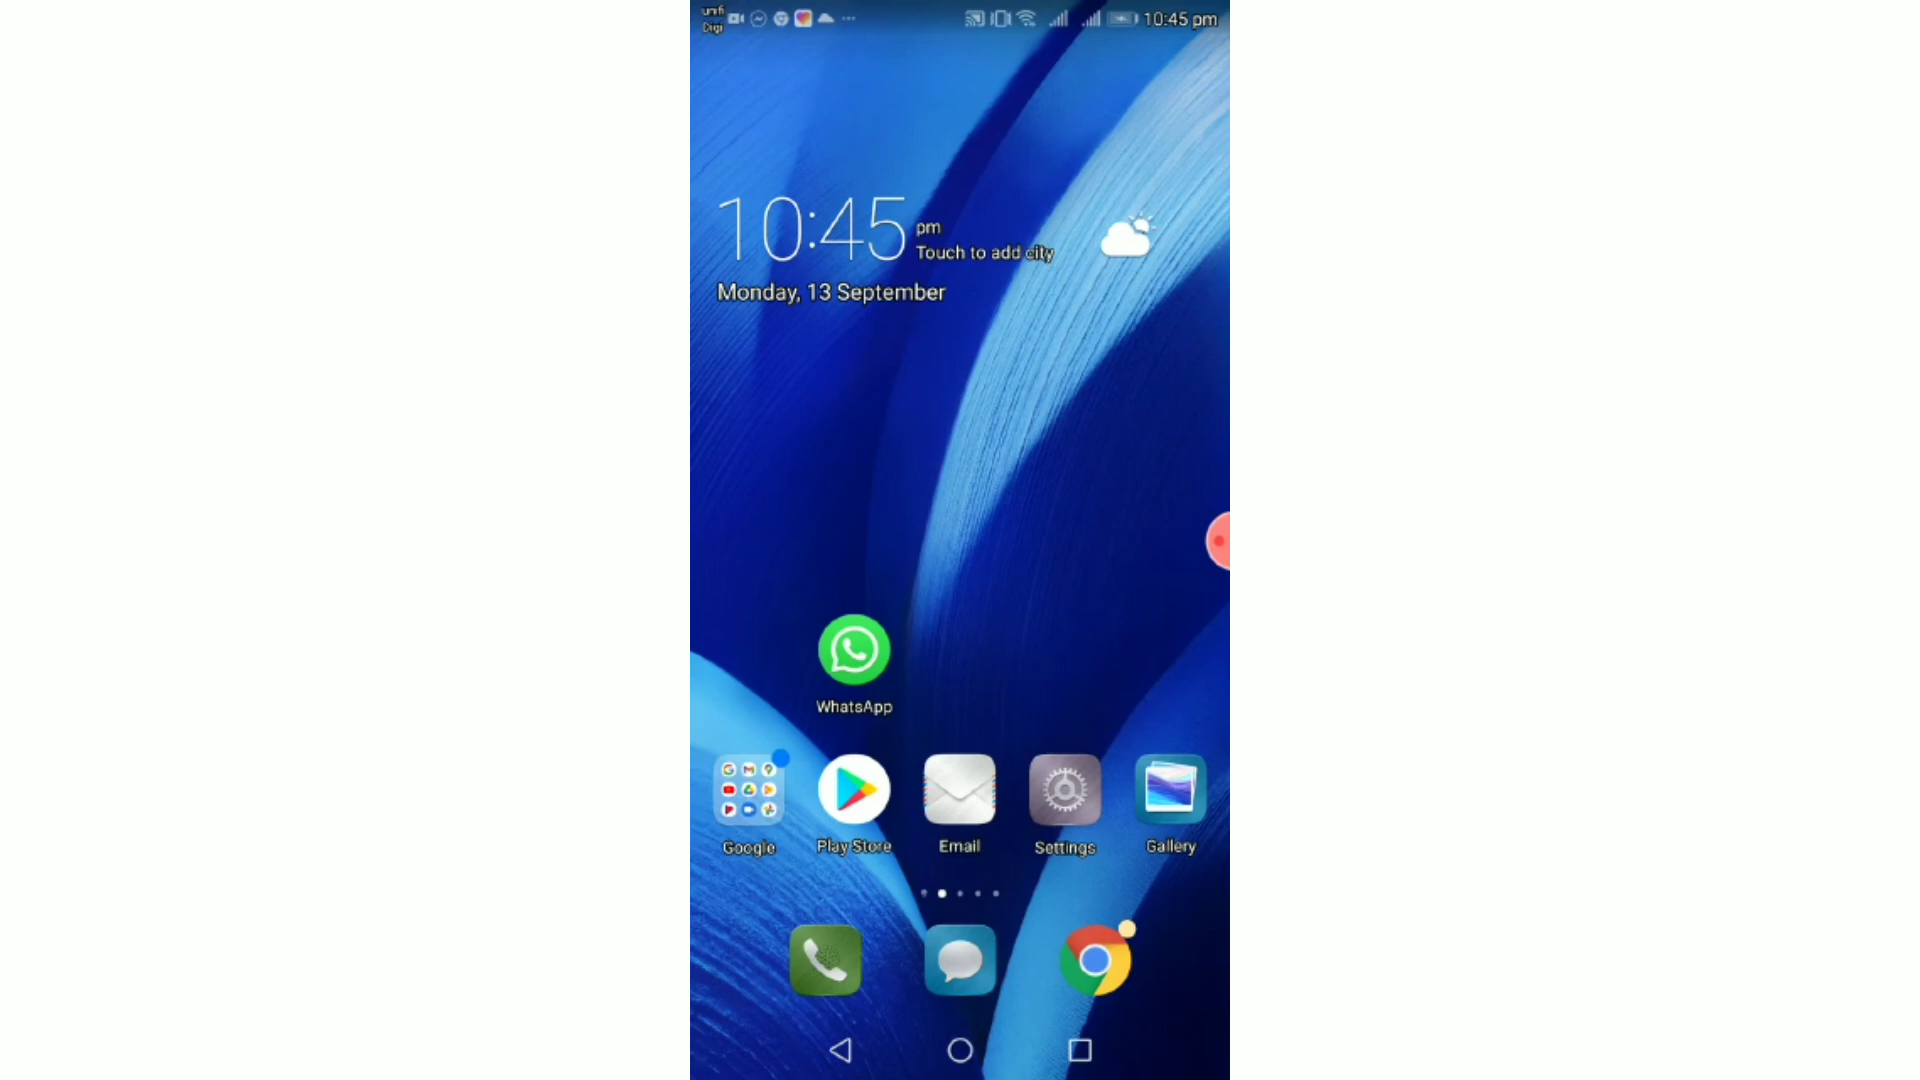 unifi
Digi
10:45 pm
10:45 pm
Touch to add city
Monday, 13 September
WhatsApp
Google
Play Store
Email
Settings
Gallery